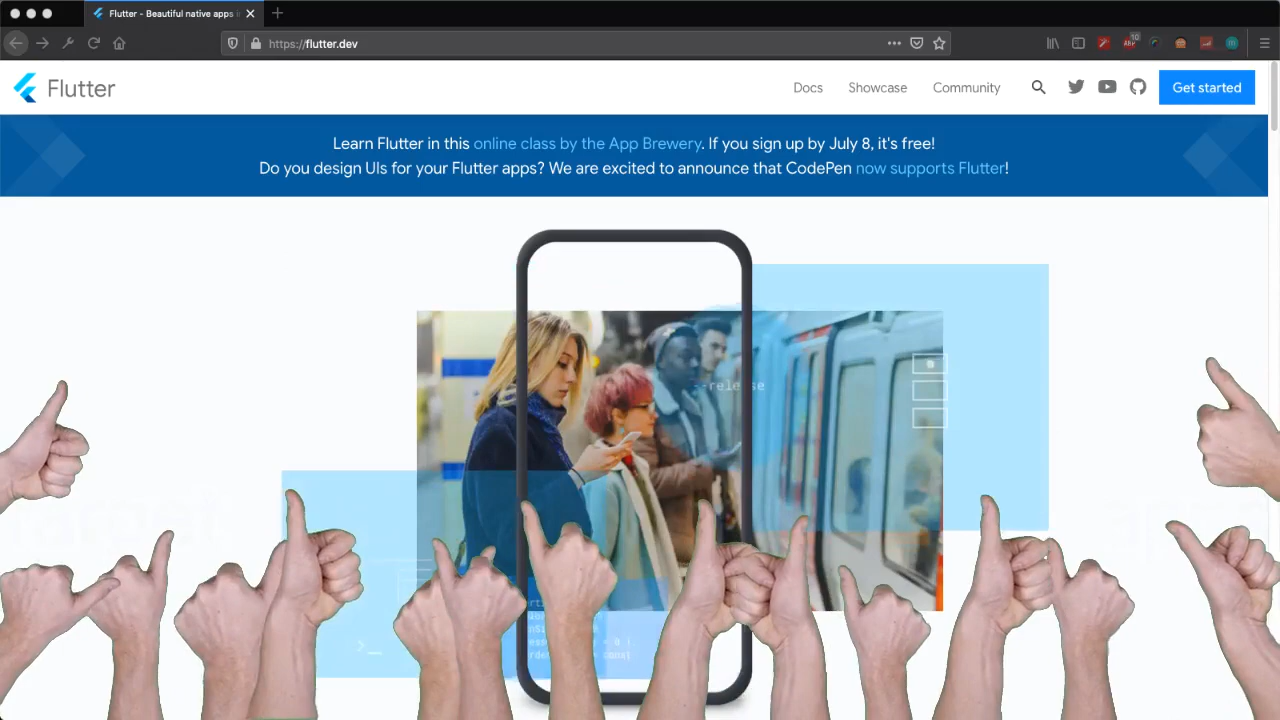 Flutter - Beautiful native apps i
https://flutter.dev
10
ABP
Flutter
Docs
Showcase
Community
Get started
Learn Flutter in this online class by the App Brewery. If you sign up by July 8, it's free!
Do you design UIs for your Flutter apps? We are excited to announce that CodePen now supports Flutter!
--release
>_